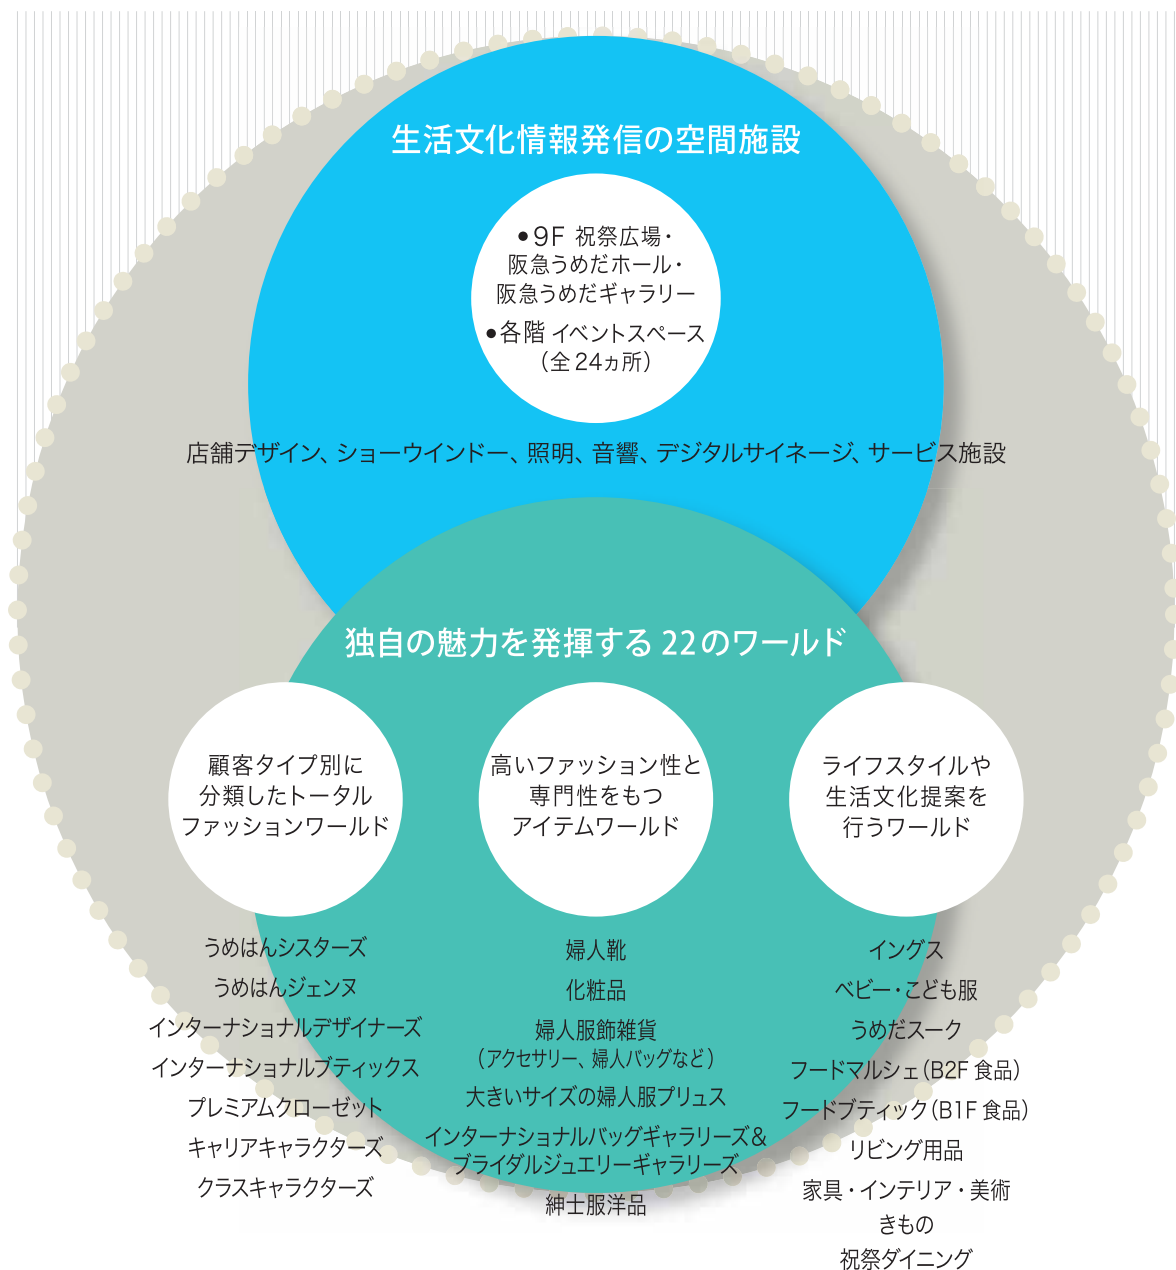 生活文化情報発信の空間施設
●9F 祝祭広場・
阪急うめだホール・
阪急うめだギャラリー
●各階 イベントスペース
（全24ヵ所）
店舗デザイン、ショーウインドー、照明、音響、デジタルサイネージ、サービス施設
独自の魅力を発揮する 22のワールド
顧客タイプ別に
分類したトータル
ファッションワールド
うめはんシスターズ
うめはんジェンヌ
インターナショナルデザイナーズ
インターナショナルブティックス
プレミアムクローゼット
キャリアキャラクターズ
クラスキャラクターズ
高いファッション性と
専門性をもつ
アイテムワールド
婦人靴
化粧品
婦人服飾雑貨
（アクセサリー、婦人バッグなど）
大きいサイズの婦人服プリュス
インターナショナルバッグギャラリーズ＆
ブライダルジュエリーギャラリーズ
紳士服洋品
ライフスタイルや
生活文化提案を
行うワールド
イングス
ベビー・こども服
うめだスーク
フードマルシェ（B2F 食品）
フードブティック（B1F 食品）
リビング用品
家具・インテリア・美術
きもの
祝祭ダイニング